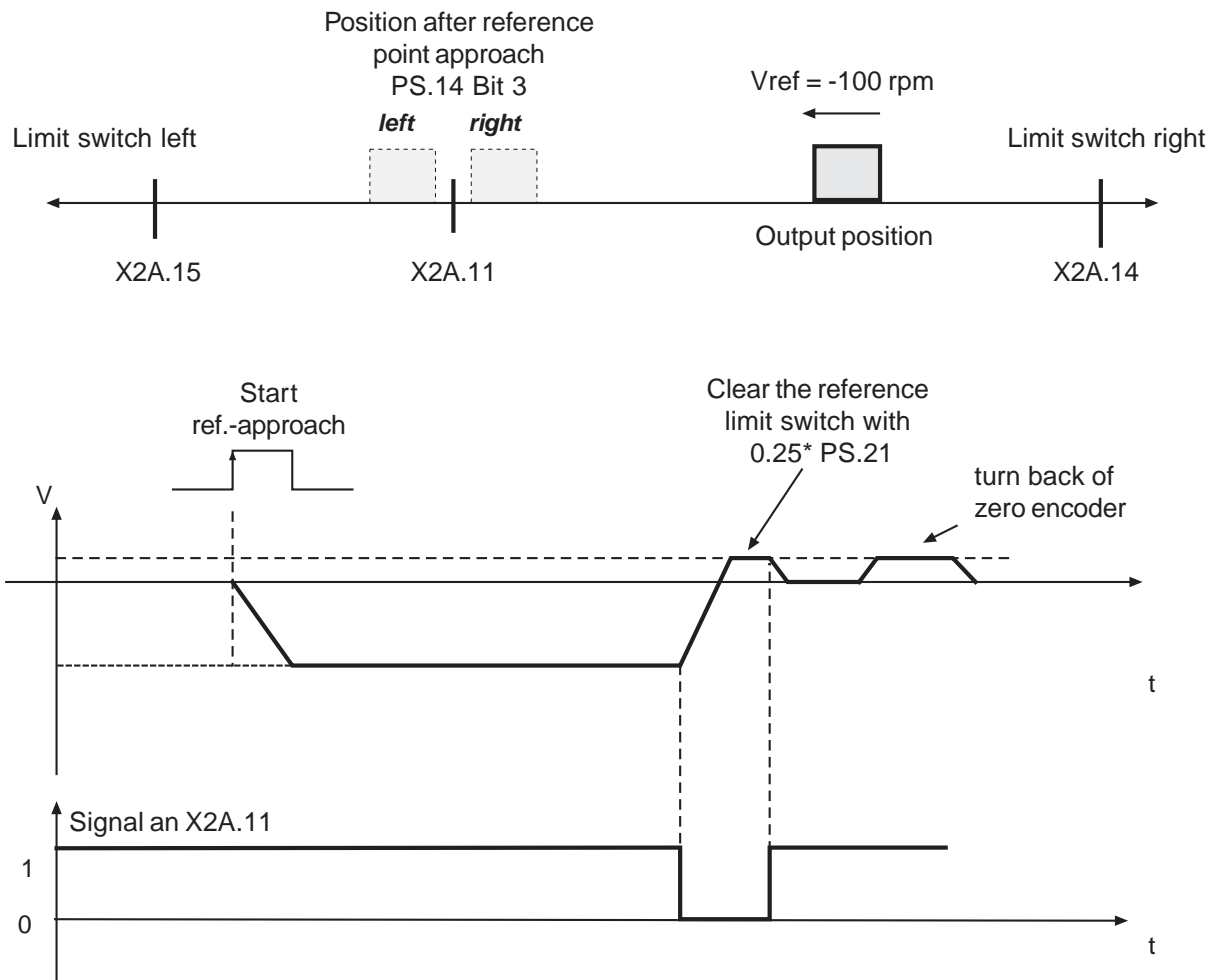 Position after reference
point approach
PS.14 Bit 3
left right
Vref = -100 rpm
Limit switch left
Limit switch right
Output position
X2A.15
X2A.11
X2A.14
Start
ref.-approach
Clear the reference
limit switch with
0.25* PS.21
turn back of
zero encoder
V
t
Signal an X2A.11
1
0
t